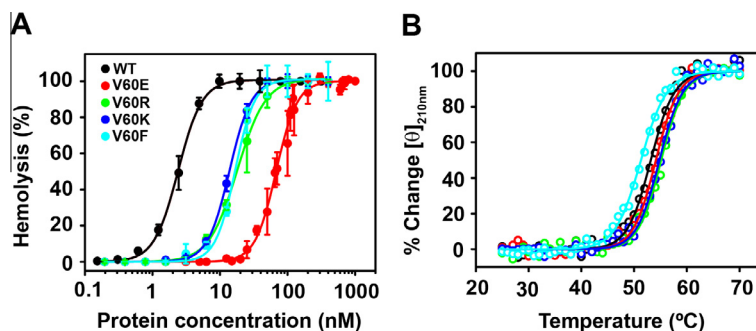 A
B
WT
V60E
V60R
V60K
V60F
Hemolysis (%)
100
80
60
40
20
0
0.1
1
10
100
1000
Protein concentration (nM)
% Change [θ]210nm
100
80
60
40
20
0
20
30
40
50
60
70
Temperature (ºC)